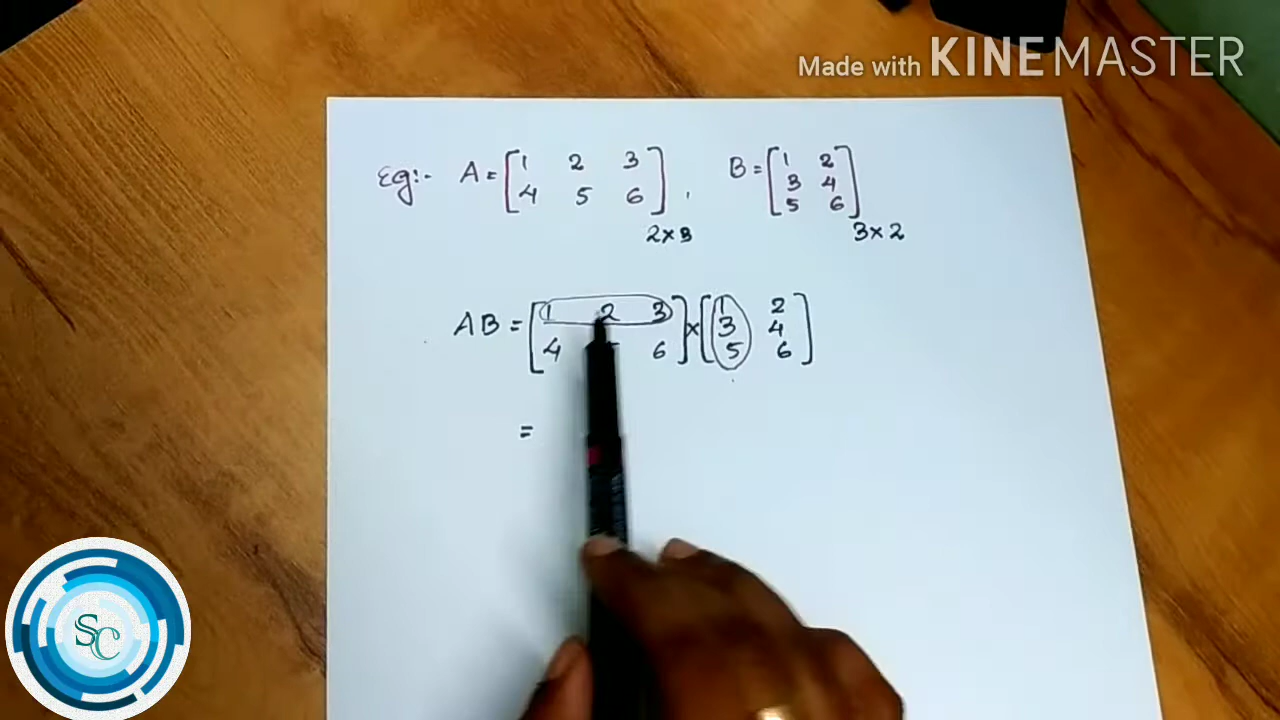 Made with KINEMASTER
Eg:- A = [1 2 3 , B = [1 2
4 5 6] 3 4
5 6]
2×3 3×2
AB = [1 2 3 × [1 2
4 6] 3 4
5 6]
=
SC